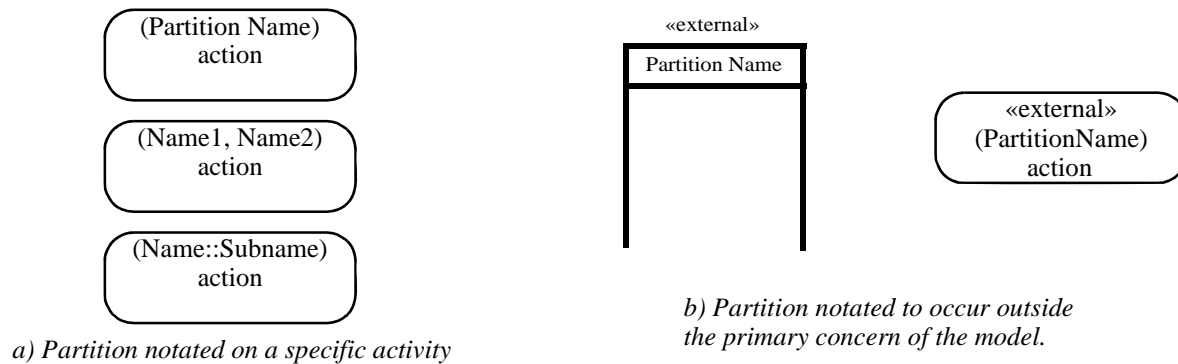 (Partition Name)
action
(Name1, Name2)
action
(Name::Subname)
action
a) Partition notated on a specific activity
«external»
Partition Name
«external»
(PartitionName)
action
b) Partition notated to occur outside
the primary concern of the model.